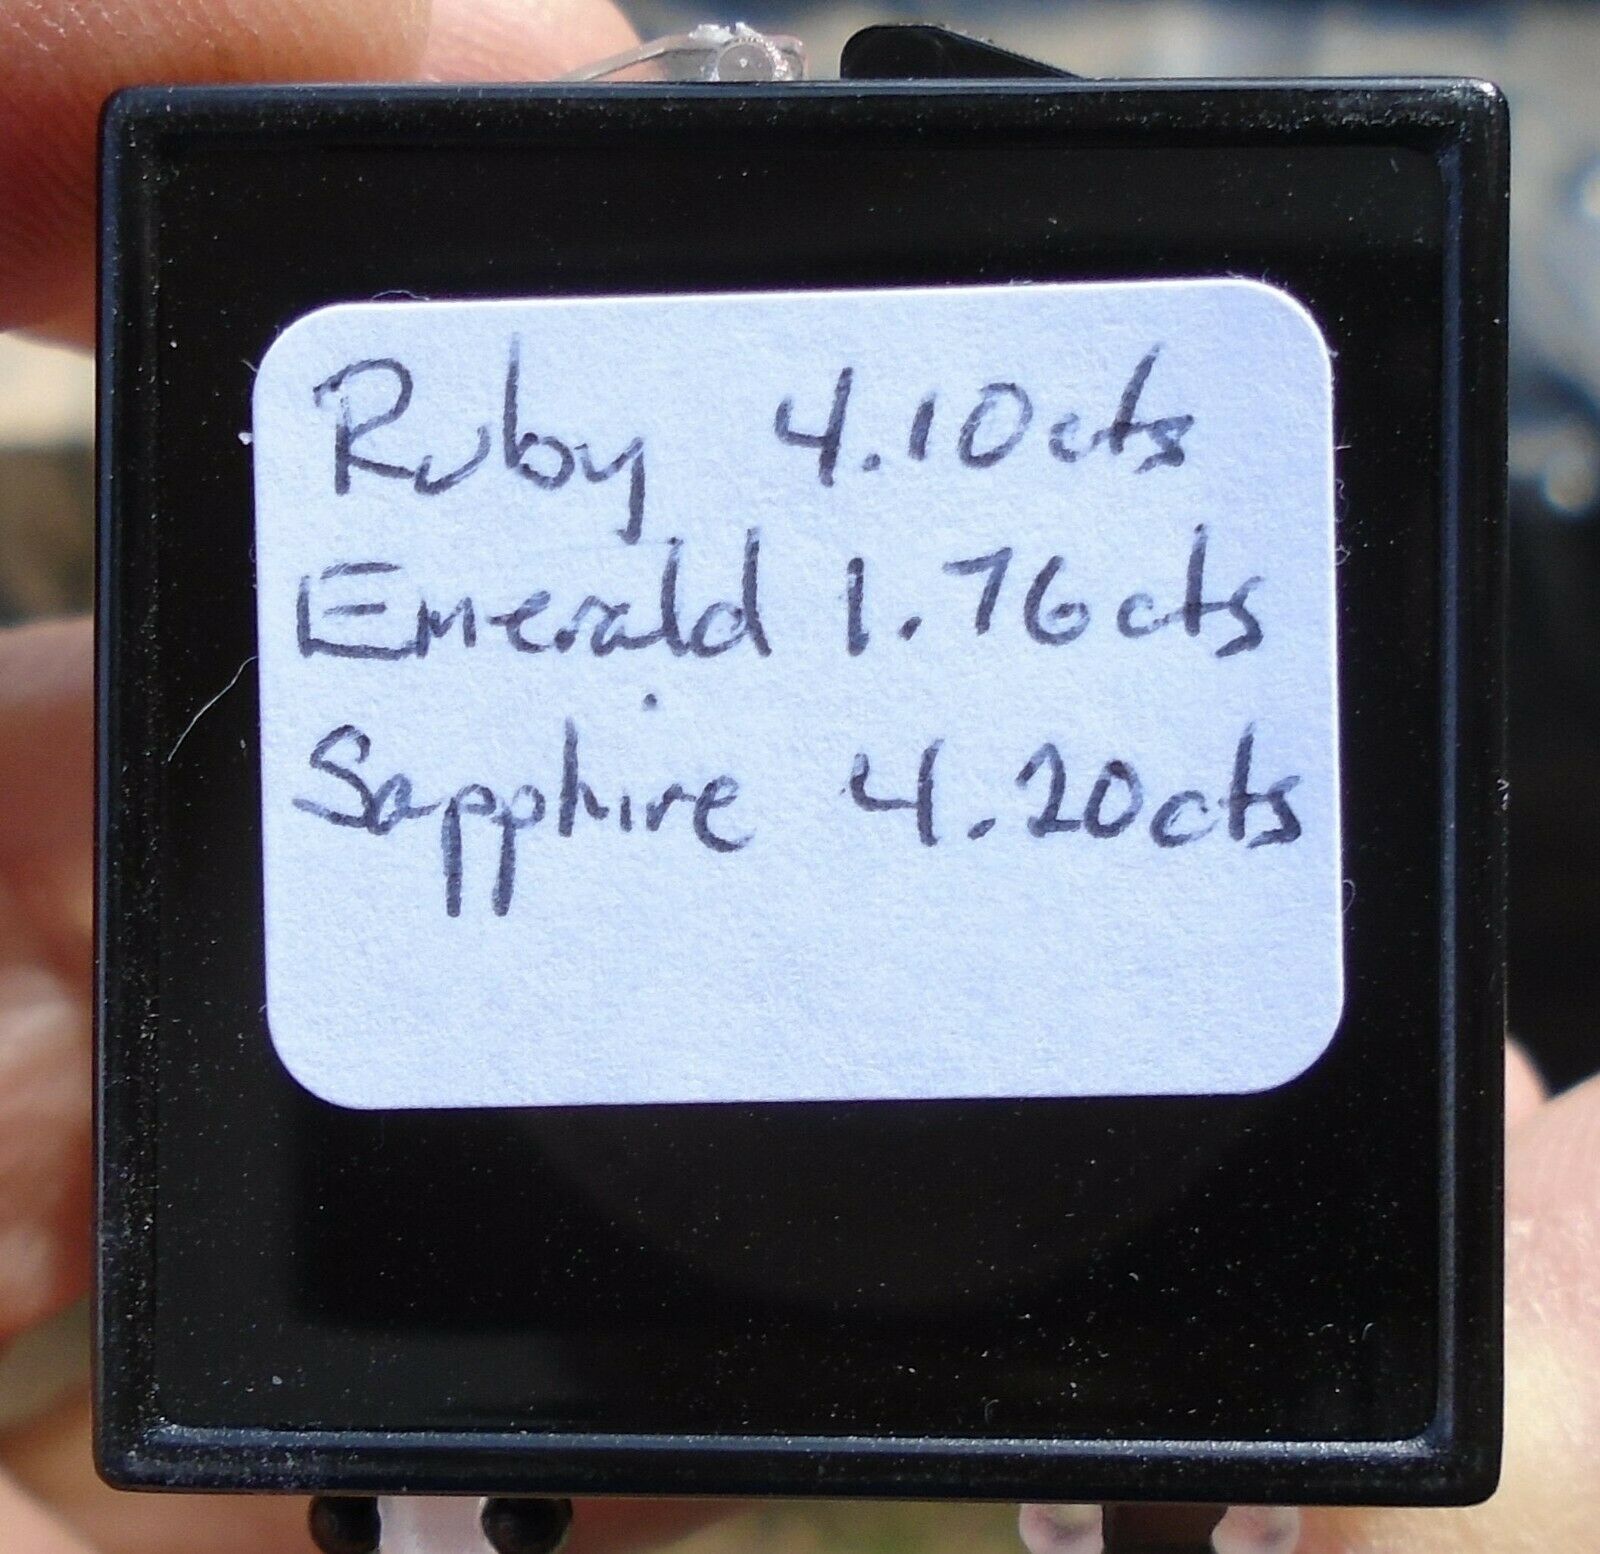 Ruby 4.10cts
Emerald 1.76cts
Sapphire 4.20cts